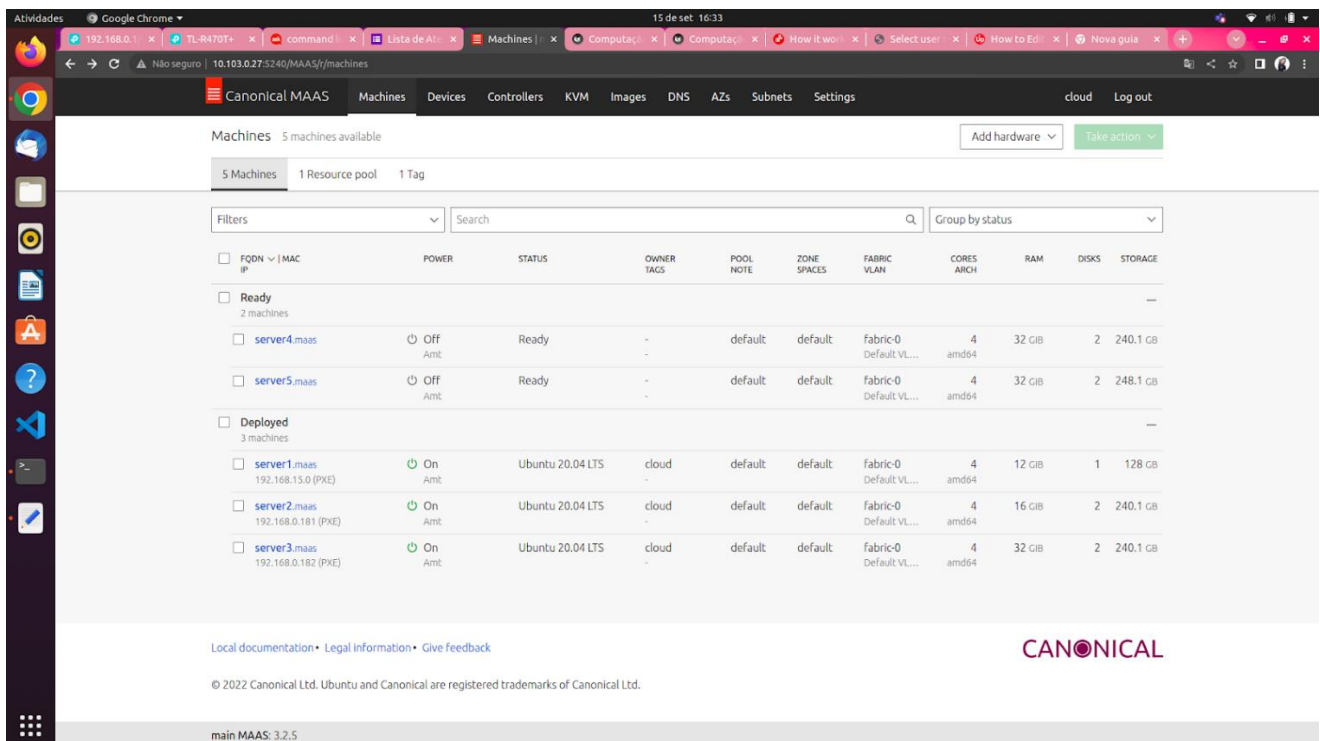 Atividades Google Chrome 15 de set 16:33
192.168.0.1 TL-R470T+ command Lista de Ate Machines | Computaçã Computaçã How it work Select user How to Edi Nova guia
Não seguro | 10.103.0.27:5240/MAAS/r/machines
Canonical MAAS Machines Devices Controllers KVM Images DNS AZs Subnets Settings cloud Log out
Machines 5 machines available Add hardware Take action
5 Machines 1 Resource pool 1 Tag
Filters Search Group by status
FQDN | MAC POWER STATUS OWNER POOL ZONE FABRIC CORES RAM DISKS STORAGE
IP TAGS NOTE SPACES VLAN ARCH
Ready
2 machines
server4.maas Off Ready - default default fabric-0 4 32 GiB 2 240.1 GB
Amt - Default VL... amd64
server5.maas Off Ready - default default fabric-0 4 32 GiB 2 248.1 GB
Amt - Default VL... amd64
Deployed
3 machines
server1.maas On Ubuntu 20.04 LTS cloud default default fabric-0 4 12 GiB 1 128 GB
192.168.15.0 (PXE) Amt - Default VL... amd64
server2.maas On Ubuntu 20.04 LTS cloud default default fabric-0 4 16 GiB 2 240.1 GB
192.168.0.181 (PXE) Amt - Default VL... amd64
server3.maas On Ubuntu 20.04 LTS cloud default default fabric-0 4 32 GiB 2 240.1 GB
192.168.0.182 (PXE) Amt - Default VL... amd64
Local documentation • Legal information • Give feedback
CANONICAL
© 2022 Canonical Ltd. Ubuntu and Canonical are registered trademarks of Canonical Ltd.
main MAAS: 3.2.5